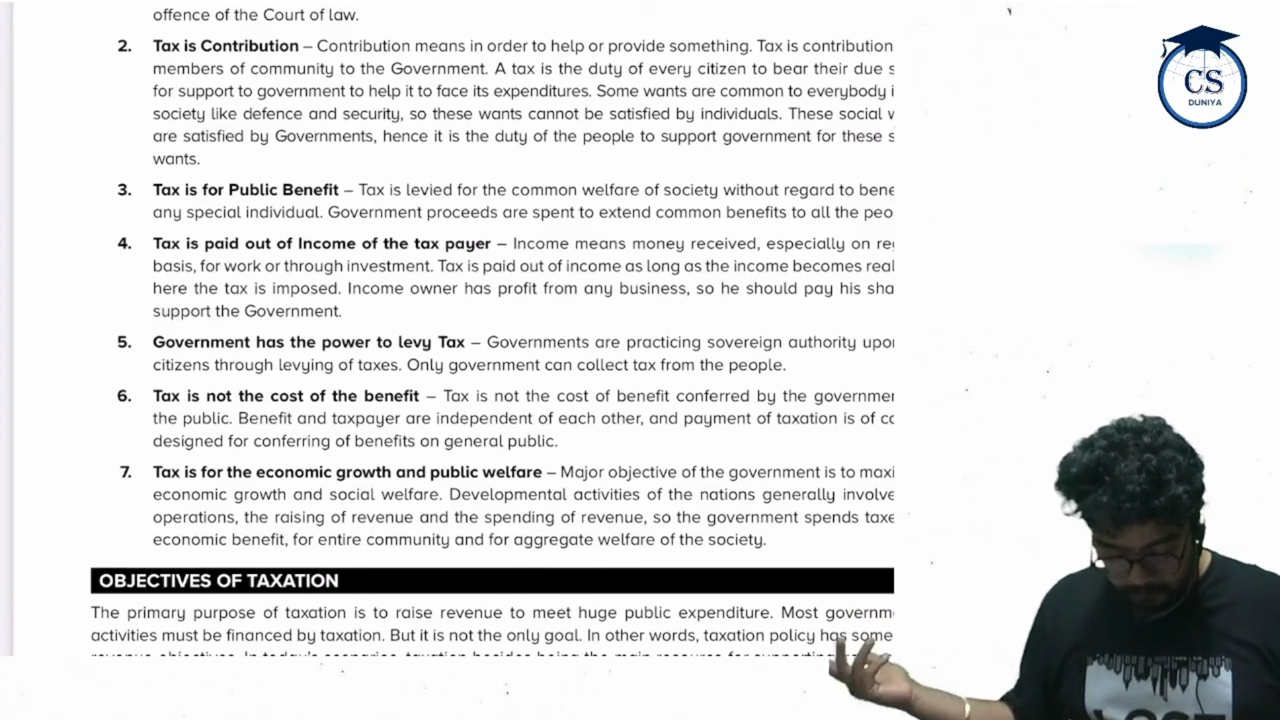 offence of the Court of law.
2. Tax is Contribution – Contribution means in order to help or provide something. Tax is contribution
members of community to the Government. A tax is the duty of every citizen to bear their due
for support to government to help it to face its expenditures. Some wants are common to everybody
society like defence and security, so these wants cannot be satisfied by individuals. These social
are satisfied by Governments, hence it is the duty of the people to support government for these
wants.
3. Tax is for Public Benefit – Tax is levied for the common welfare of society without regard to
any special individual. Government proceeds are spent to extend common benefits to all the
4. Tax is paid out of Income of the tax payer – Income means money received, especially on
basis, for work or through investment. Tax is paid out of income as long as the income becomes
here the tax is imposed. Income owner has profit from any business, so he should pay his
support the Government.
5. Government has the power to levy Tax – Governments are practicing sovereign authority
citizens through levying of taxes. Only government can collect tax from the people.
6. Tax is not the cost of the benefit – Tax is not the cost of benefit conferred by the
the public. Benefit and taxpayer are independent of each other, and payment of taxation is of
designed for conferring of benefits on general public.
7. Tax is for the economic growth and public welfare – Major objective of the government is to
economic growth and social welfare. Developmental activities of the nations generally
operations, the raising of revenue and the spending of revenue, so the government spends
economic benefit, for entire community and for aggregate welfare of the society.
OBJECTIVES OF TAXATION
The primary purpose of taxation is to raise revenue to meet huge public expenditure. Most
activities must be financed by taxation. But it is not the only goal. In other words, taxation policy has some
CS
DUNIYA